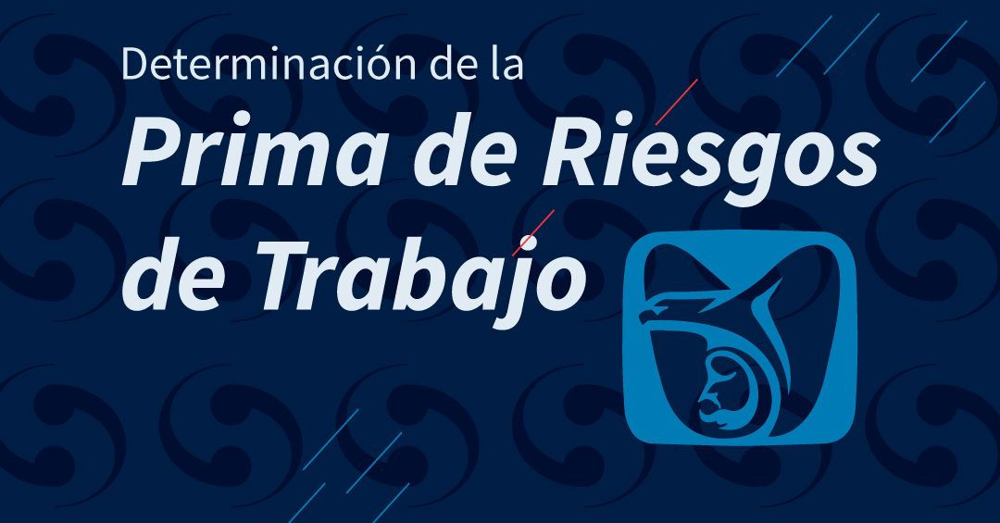 Determinación de la
Prima de Riesgos
de Trabajo